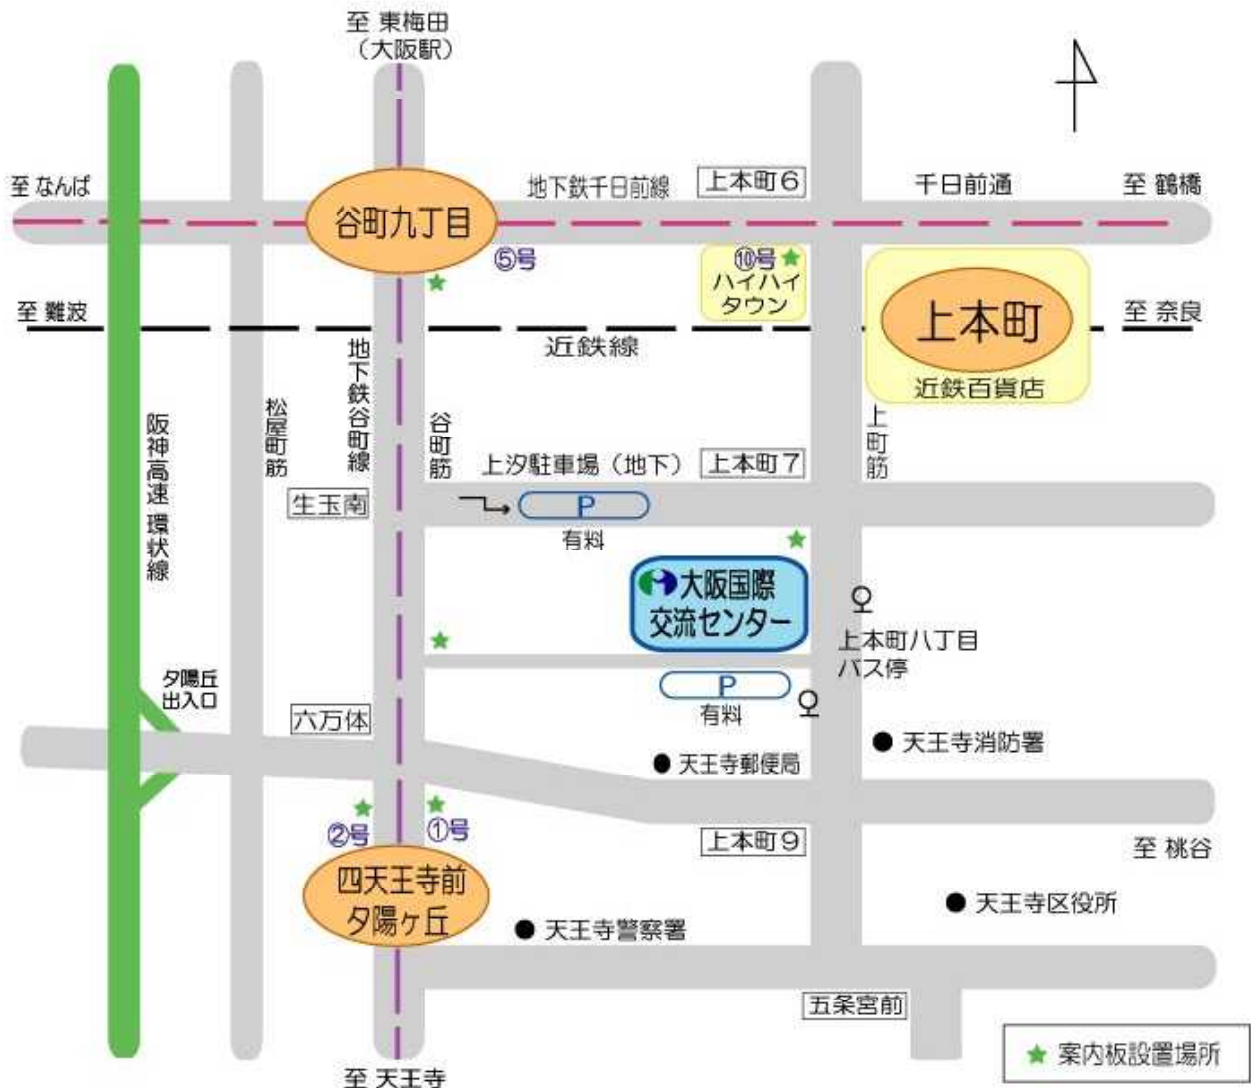 至 東梅田
（大阪駅）
至 なんば
地下鉄千日前線
上本町6
千日前通
至 鶴橋
谷町九丁目
⑤号
⑩号
ハイハイ
タウン
上本町
近鉄百貨店
至 難波
近鉄線
至 奈良
阪神高速 環状線
松屋町筋
地下鉄谷町線
谷町筋
上町筋
上汐駐車場（地下）
上本町7
生玉南
P
有料
大阪国際
交流センター
上本町八丁目
バス停
夕陽丘
出入口
六万体
P
有料
天王寺消防署
天王寺郵便局
②号
①号
上本町9
至 桃谷
四天王寺前
夕陽ヶ丘
天王寺区役所
天王寺警察署
五条宮前
案内板設置場所
至 天王寺